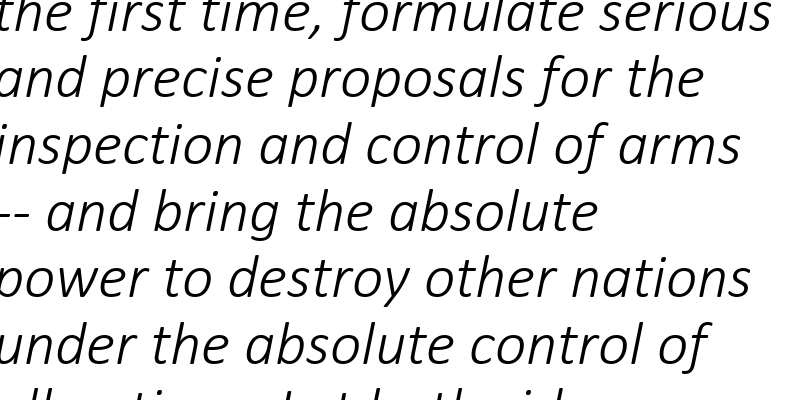 the first time, formulate serious
and precise proposals for the
inspection and control of arms
-- and bring the absolute
power to destroy other nations
under the absolute control of